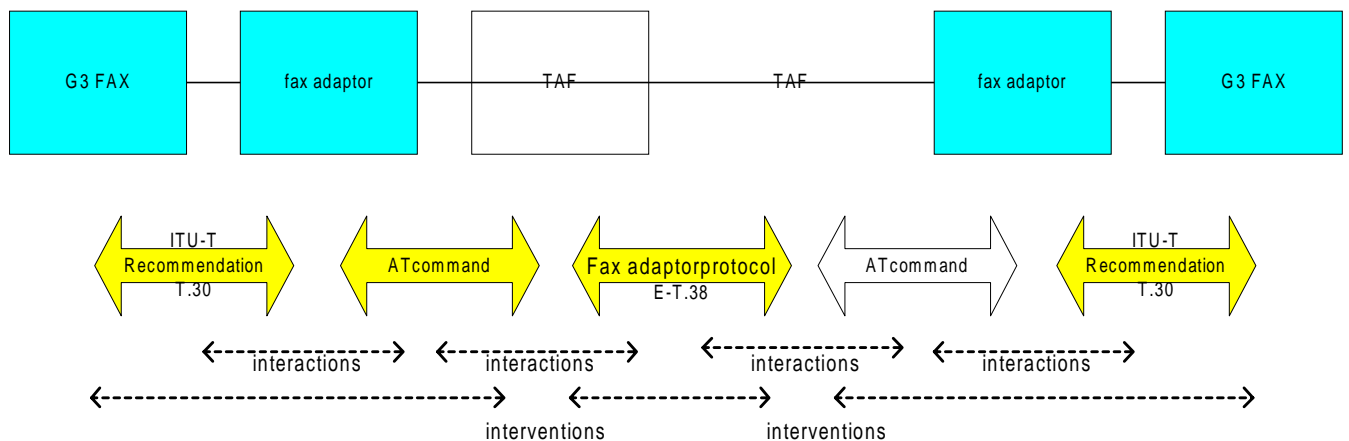 G3 FAX
fax adaptor
TAF
TAF
fax adaptor
G3 FAX
ITU-T
Recommendation
T.30
ATcommand
Fax adaptorprotocol
E-T.38
ATcommand
ITU-T
Recommendation
T.30
interactions
interactions
interactions
interactions
interventions
interventions